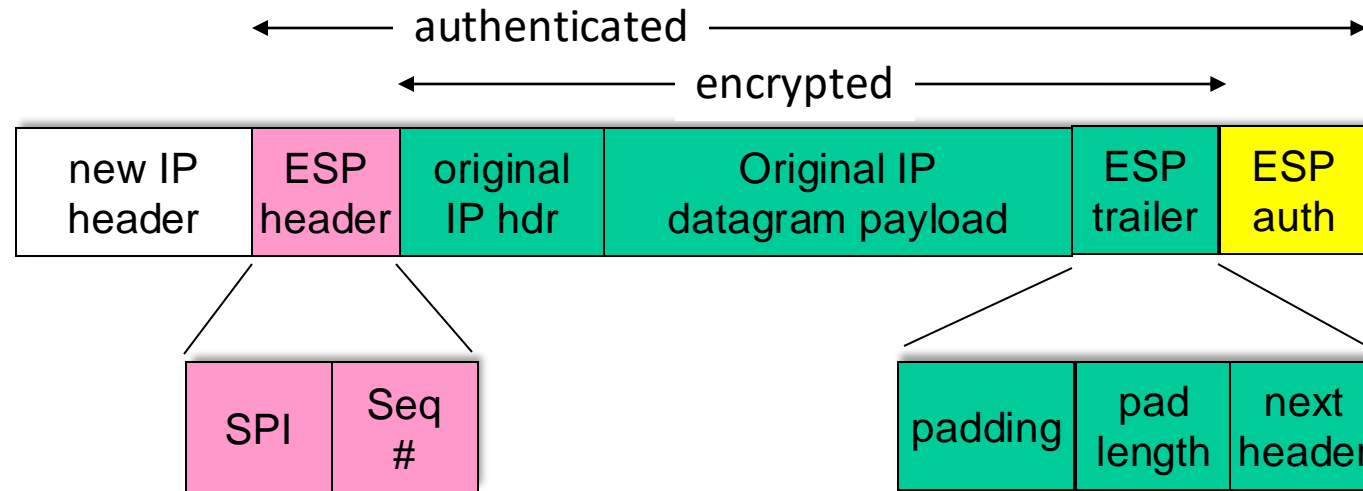 authenticated
encrypted
new IP
header
ESP
header
original
IP hdr
Original IP
datagram payload
ESP
trailer
ESP
auth
SPI
Seq
#
padding
pad
length
next
header